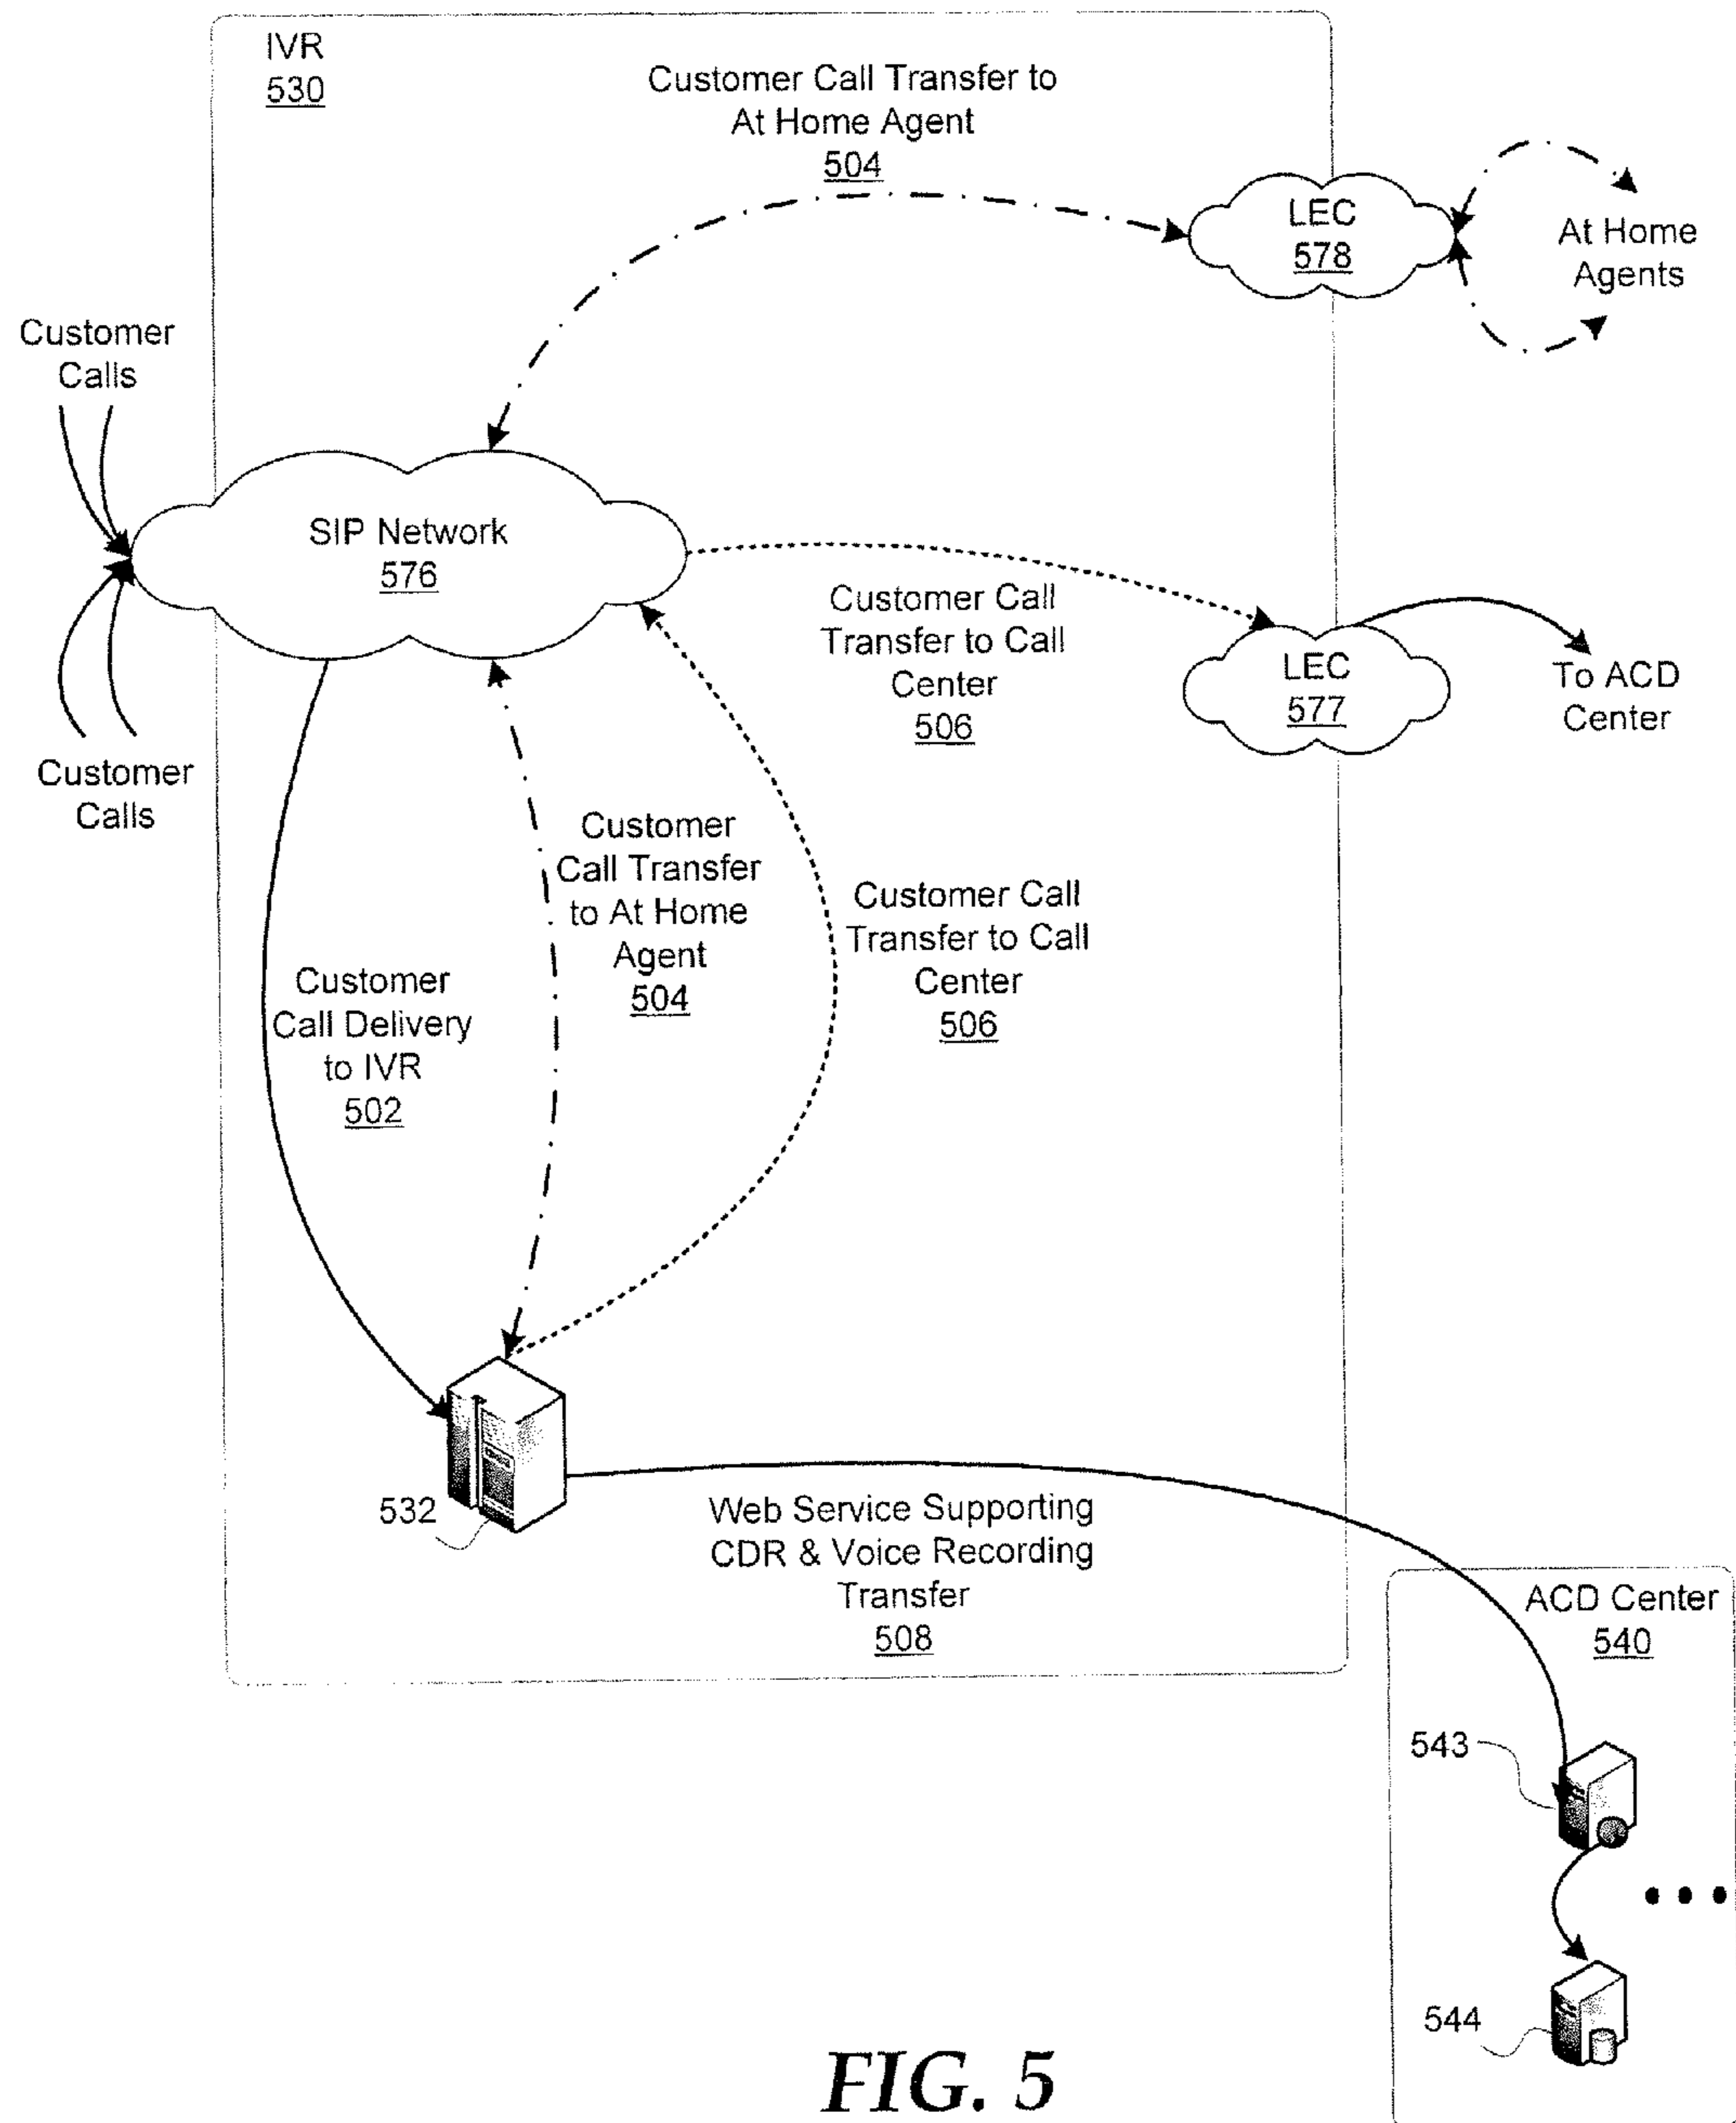 IVR
530
Customer Call Transfer to
At Home Agent
504
LEC
578
At Home
Agents
Customer
Calls
SIP Network
576
Customer Call
Transfer to Call
Center
506
LEC
577
To ACD
Center
Customer
Calls
Customer
Call Transfer
to At Home
Agent
504
Customer Call
Transfer to Call
Center
506
Customer
Call Delivery
to IVR
502
532
Web Service Supporting
CDR & Voice Recording
Transfer
508
ACD Center
540
543
544
FIG. 5